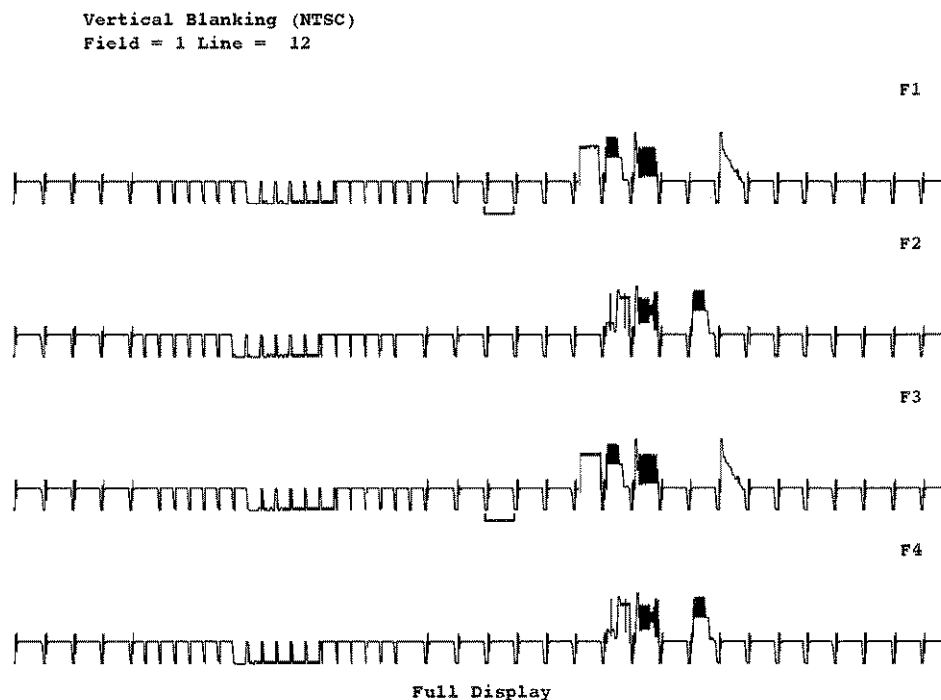 Vertical Blanking (NTSC)
Field = 1 Line =  12
F1
F2
F3
F4
Full Display